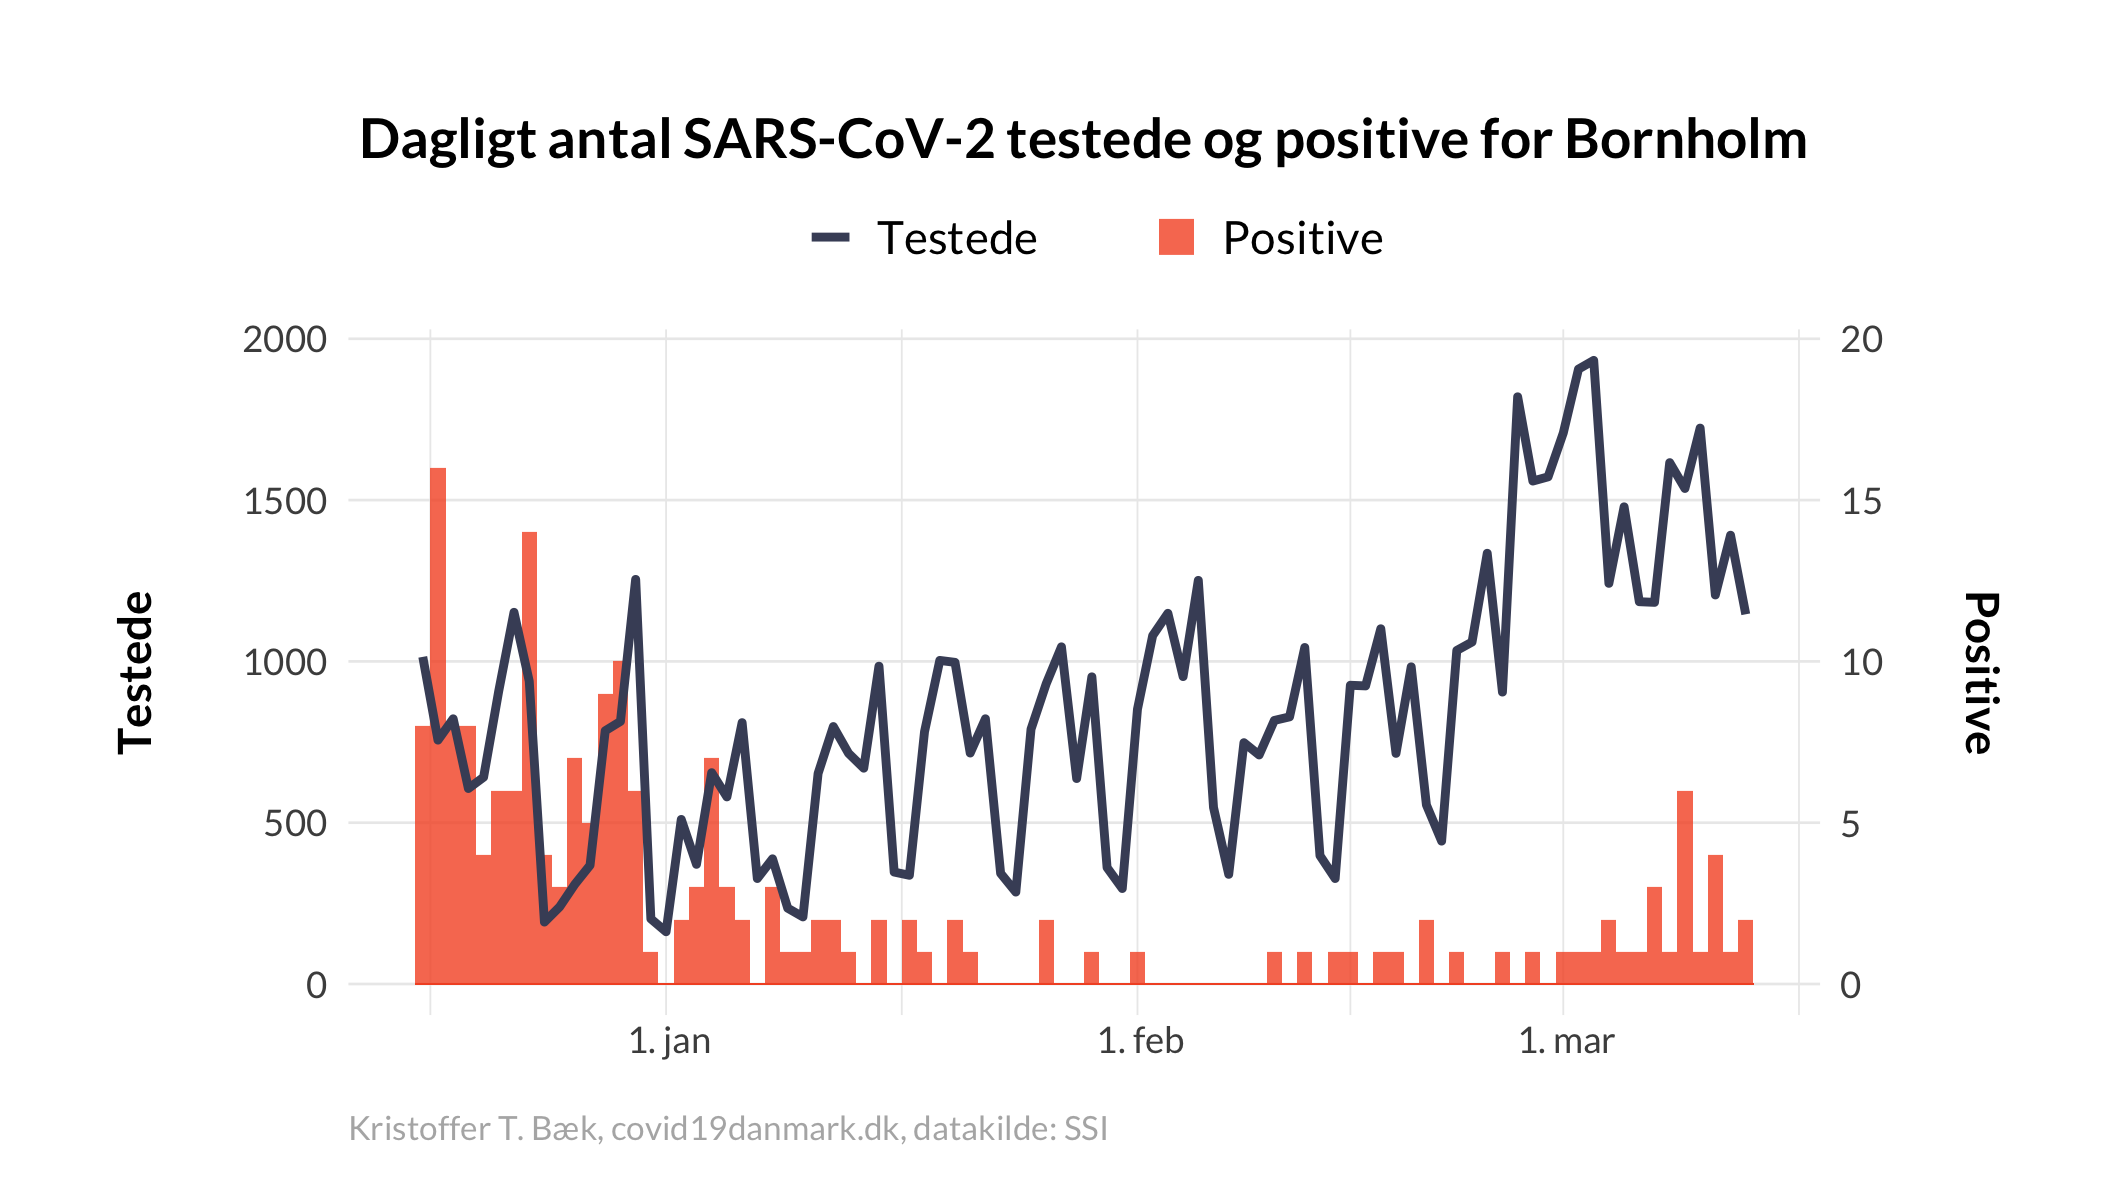 Dagligt antal SARS-CoV-2 testede og positive for Bornholm
Testede Positive
2000 20
1500 15
1000 10
500 5
0 0
Testede
Positive
1. jan 1. feb 1. mar
Kristoffer T. Bæk, covid19danmark.dk, datakilde: SSI